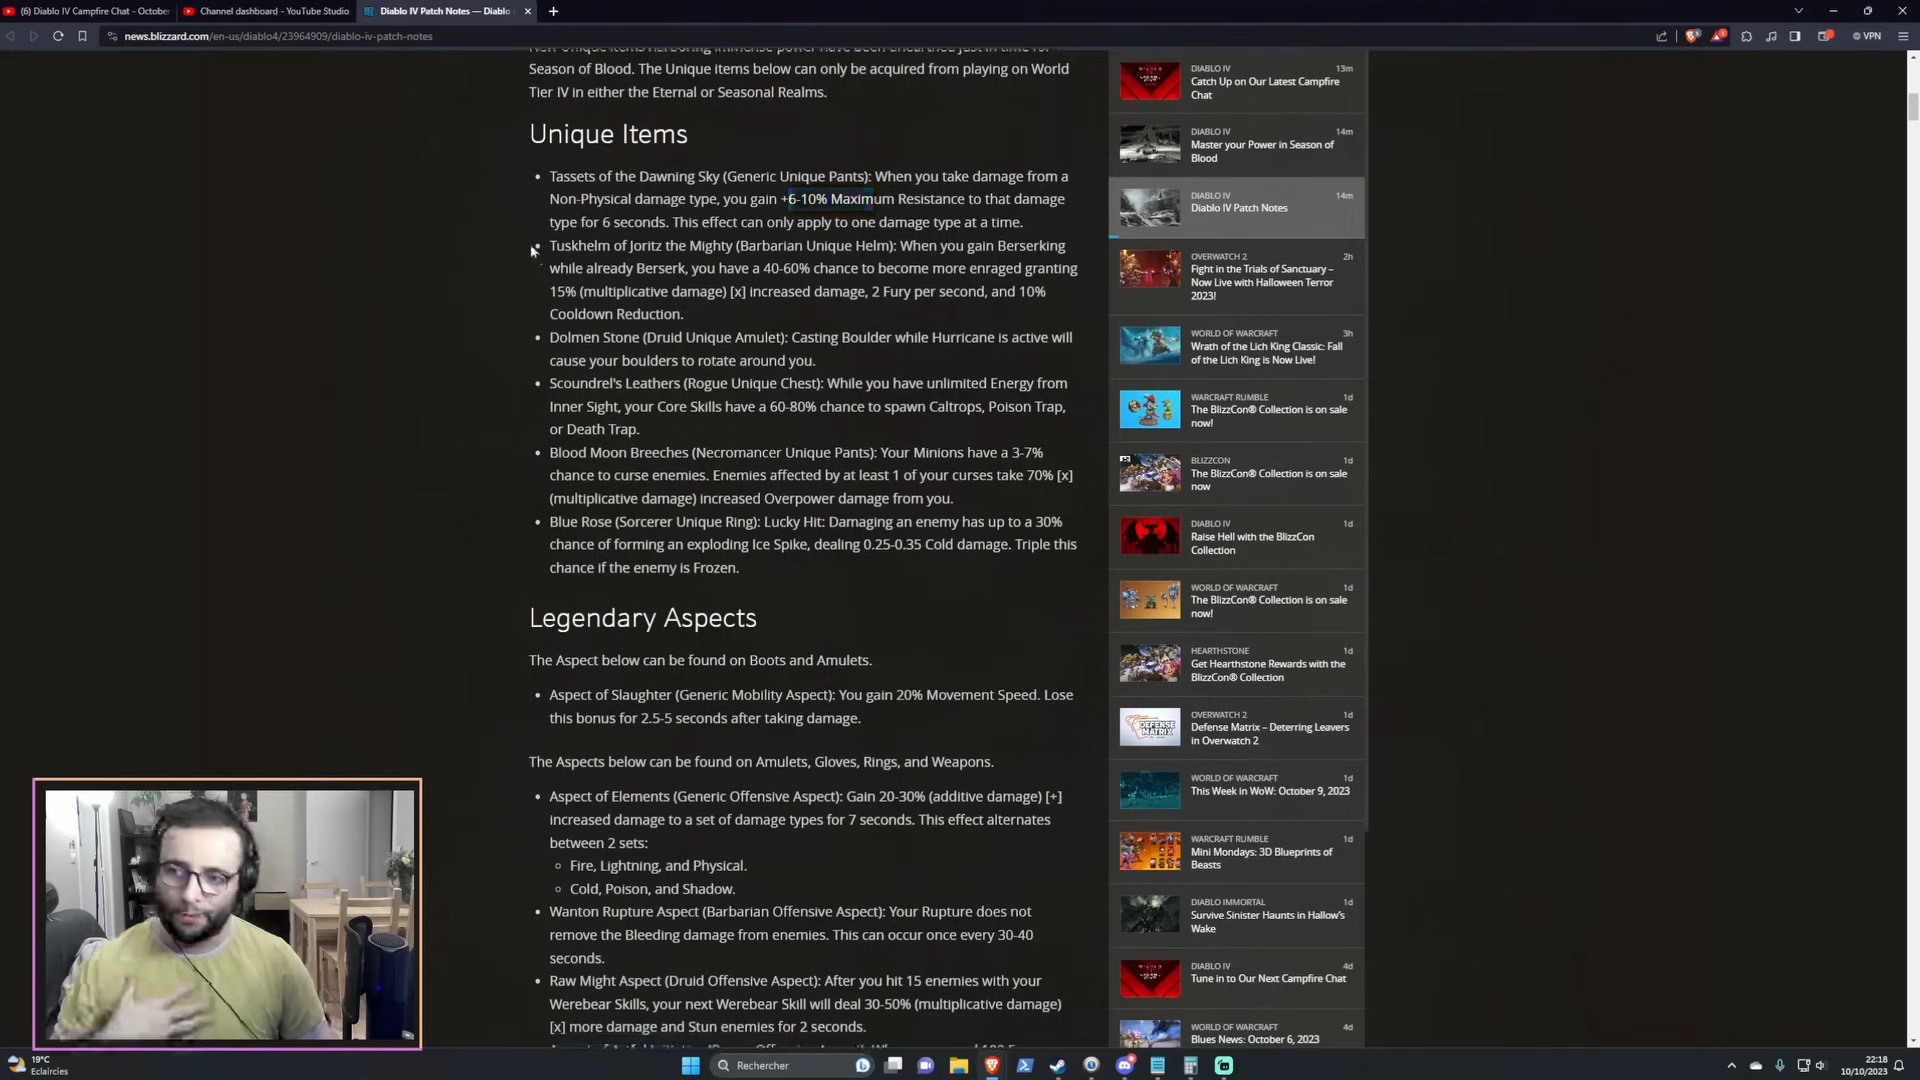 (6) Diablo IV Campfire Chat - October
Channel dashboard - YouTube Studio
Diablo IV Patch Notes — Diablo
news.blizzard.com/en-us/diablo4/23964909/diablo-iv-patch-notes
VPN
Season of Blood. The Unique items below can only be acquired from playing on World
Tier IV in either the Eternal or Seasonal Realms.
Unique Items
• Tassets of the Dawning Sky (Generic Unique Pants): When you take damage from a
Non-Physical damage type, you gain +6-10% Maximum Resistance to that damage
type for 6 seconds. This effect can only apply to one damage type at a time.
• Tuskhelm of Joritz the Mighty (Barbarian Unique Helm): When you gain Berserking
while already Berserk, you have a 40-60% chance to become more enraged granting
15% (multiplicative damage) [x] increased damage, 2 Fury per second, and 10%
Cooldown Reduction.
• Dolmen Stone (Druid Unique Amulet): Casting Boulder while Hurricane is active will
cause your boulders to rotate around you.
• Scoundrel's Leathers (Rogue Unique Chest): While you have unlimited Energy from
Inner Sight, your Core Skills have a 60-80% chance to spawn Caltrops, Poison Trap,
or Death Trap.
• Blood Moon Breeches (Necromancer Unique Pants): Your Minions have a 3-7%
chance to curse enemies. Enemies affected by at least 1 of your curses take 70% [x]
(multiplicative damage) increased Overpower damage from you.
• Blue Rose (Sorcerer Unique Ring): Lucky Hit: Damaging an enemy has up to a 30%
chance of forming an exploding Ice Spike, dealing 0.25-0.35 Cold damage. Triple this
chance if the enemy is Frozen.
Legendary Aspects
The Aspect below can be found on Boots and Amulets.
• Aspect of Slaughter (Generic Mobility Aspect): You gain 20% Movement Speed. Lose
this bonus for 2.5-5 seconds after taking damage.
The Aspects below can be found on Amulets, Gloves, Rings, and Weapons.
• Aspect of Elements (Generic Offensive Aspect): Gain 20-30% (additive damage) [+]
increased damage to a set of damage types for 7 seconds. This effect alternates
between 2 sets:
◦ Fire, Lightning, and Physical.
◦ Cold, Poison, and Shadow.
• Wanton Rupture Aspect (Barbarian Offensive Aspect): Your Rupture does not
remove the Bleeding damage from enemies. This can occur once every 30-40
seconds.
• Raw Might Aspect (Druid Offensive Aspect): After you hit 15 enemies with your
Werebear Skills, your next Werebear Skill will deal 30-50% (multiplicative damage)
[x] more damage and Stun enemies for 2 seconds.
DIABLO IV 13m
Catch Up on Our Latest Campfire
Chat
DIABLO IV 14m
Master your Power in Season of
Blood
DIABLO IV 14m
Diablo IV Patch Notes
OVERWATCH 2 2h
Fight in the Trials of Sanctuary –
Now Live with Halloween Terror
2023!
WORLD OF WARCRAFT 3h
Wrath of the Lich King Classic: Fall
of the Lich King is Now Live!
WARCRAFT RUMBLE 1d
The BlizzCon® Collection is on sale
now!
BLIZZCON 1d
The BlizzCon® Collection is on sale
now
DIABLO IV 1d
Raise Hell with the BlizzCon
Collection
WORLD OF WARCRAFT 1d
The BlizzCon® Collection is on sale
now!
HEARTHSTONE 1d
Get Hearthstone Rewards with the
BlizzCon® Collection
OVERWATCH 2 1d
Defense Matrix – Deterring Leavers
in Overwatch 2
DEFENSE
MATRIX
WORLD OF WARCRAFT 1d
This Week in WoW: October 9, 2023
WARCRAFT RUMBLE 1d
Mini Mondays: 3D Blueprints of
Beasts
DIABLO IMMORTAL 1d
Survive Sinister Haunts in Hallow's
Wake
DIABLO IV 4d
Tune in to Our Next Campfire Chat
WORLD OF WARCRAFT 4d
Blues News: October 6, 2023
19°C
Eclaircies
Rechercher
22:18
10/10/2023